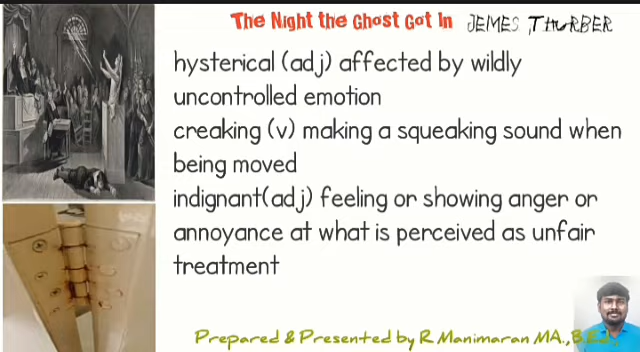 The Night the Ghost Got In JEMES THURBER
hysterical (adj) affected by wildly
uncontrolled emotion
creaking (v) making a squeaking sound when
being moved
indignant(adj) feeling or showing anger or
annoyance at what is perceived as unfair
treatment
Prepared & Presented by R Manimaran MA.,B.Ed.,